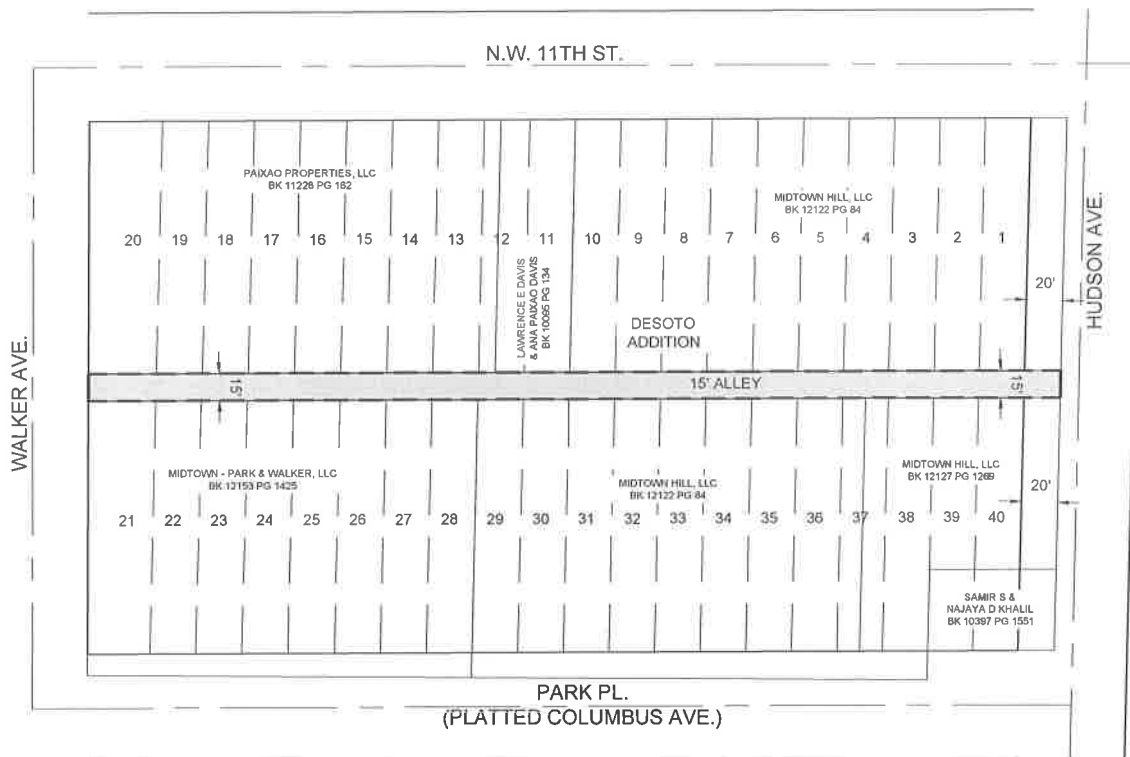 N.W. 11TH ST.
PAIXAO PROPERTIES, LLC
BK 11228 PG 182
MIDTOWN HILL, LLC
BK 12122 PG 84
20 19 18 17 16 15 14 13 12 11 10 9 8 7 6 5 4 3 2 1
LAWRENCE E DAVIS
& ANA PAIXAO DAVIS
BK 10095 PG 134
20'
HUDSON AVE.
DESOTO
ADDITION
WALKER AVE.
15'
15' ALLEY
15'
MIDTOWN - PARK & WALKER, LLC
BK 12153 PG 1425
MIDTOWN HILL, LLC
BK 12122 PG 84
MIDTOWN HILL, LLC
BK 12127 PG 1269
20'
21 22 23 24 25 26 27 28 29 30 31 32 33 34 35 36 37 38 39 40
SAMIR S &
NAJAYA D KHALIL
BK 10397 PG 1551
PARK PL.
(PLATTED COLUMBUS AVE.)